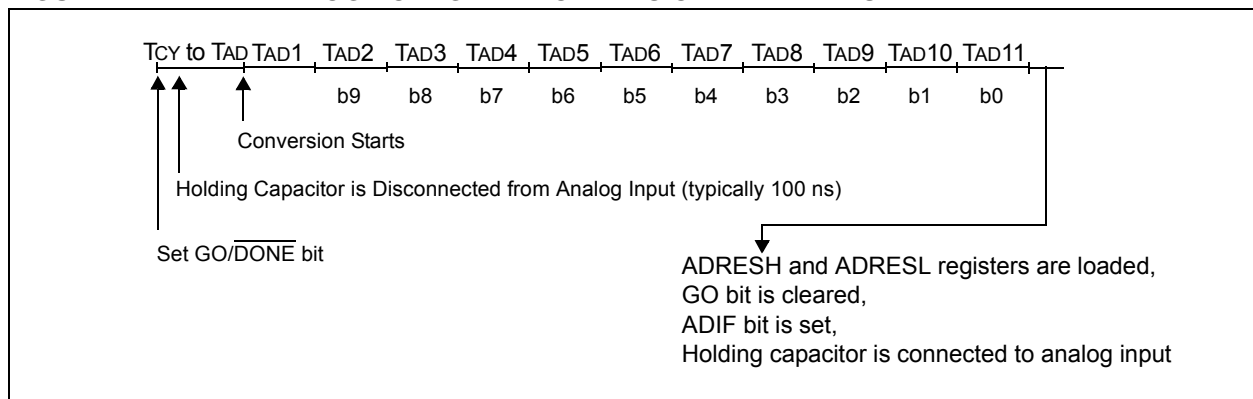 TCY to TAD TAD1 TAD2 TAD3 TAD4 TAD5 TAD6 TAD7 TAD8 TAD9 TAD10 TAD11
b9 b8 b7 b6 b5 b4 b3 b2 b1 b0
Conversion Starts
Holding Capacitor is Disconnected from Analog Input (typically 100 ns)
Set GO/DONE bit
ADRESH and ADRESL registers are loaded,
GO bit is cleared,
ADIF bit is set,
Holding capacitor is connected to analog input